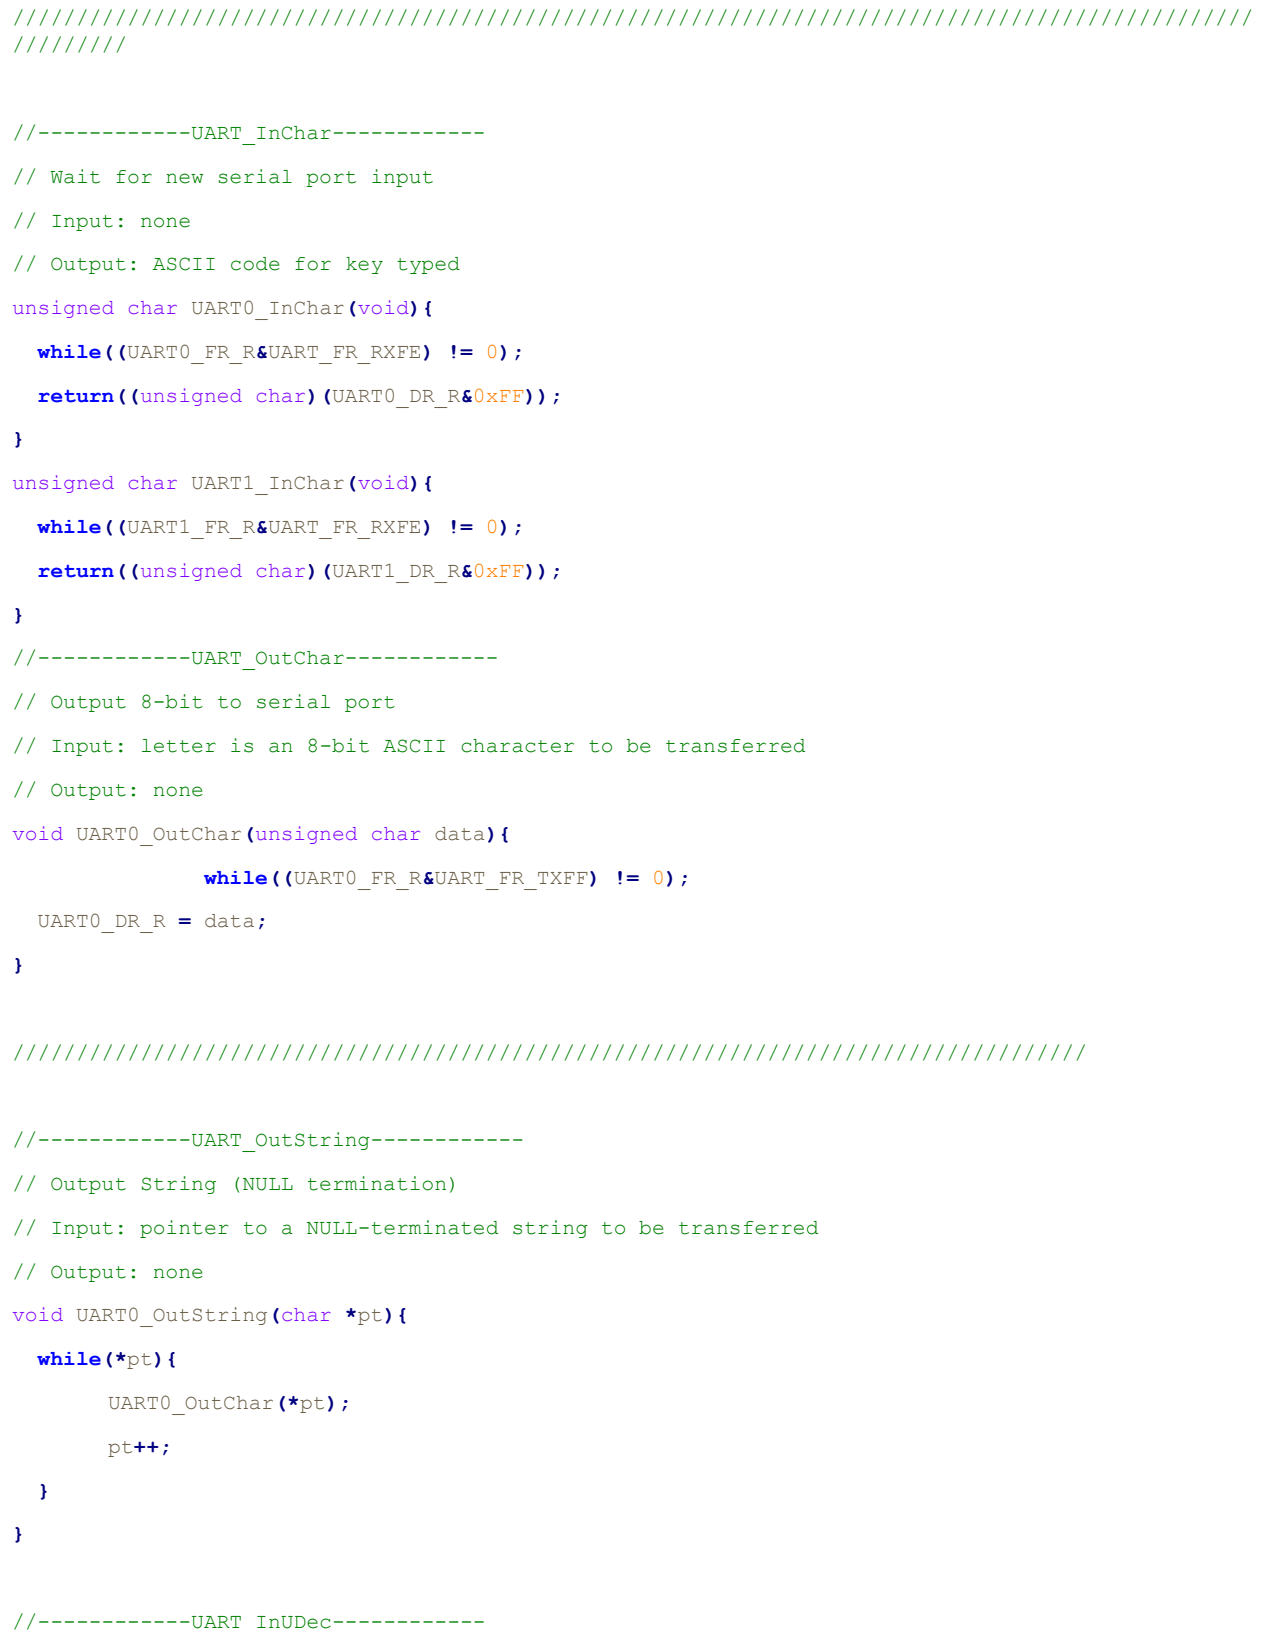 /////////////////////////////////////////////////////////////////////////////////////////////////
/////////
//------------UART_InChar------------
// Wait for new serial port input
// Input: none
// Output: ASCII code for key typed
unsigned char UART0_InChar(void){
  while((UART0_FR_R&UART_FR_RXFE) != 0);
  return((unsigned char)(UART0_DR_R&0xFF));
}
unsigned char UART1_InChar(void){
  while((UART1_FR_R&UART_FR_RXFE) != 0);
  return((unsigned char)(UART1_DR_R&0xFF));
}
//------------UART_OutChar------------
// Output 8-bit to serial port
// Input: letter is an 8-bit ASCII character to be transferred
// Output: none
void UART0_OutChar(unsigned char data){
               while((UART0_FR_R&UART_FR_TXFF) != 0);
  UART0_DR_R = data;
}
////////////////////////////////////////////////////////////////////////////////////
//------------UART_OutString------------
// Output String (NULL termination)
// Input: pointer to a NULL-terminated string to be transferred
// Output: none
void UART0_OutString(char *pt){
  while(*pt){
        UART0_OutChar(*pt);
        pt++;
  }
}
//------------UART InUDec------------